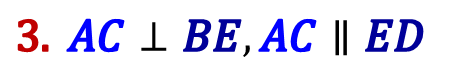 3. AC ⊥ BE, AC ∥ ED